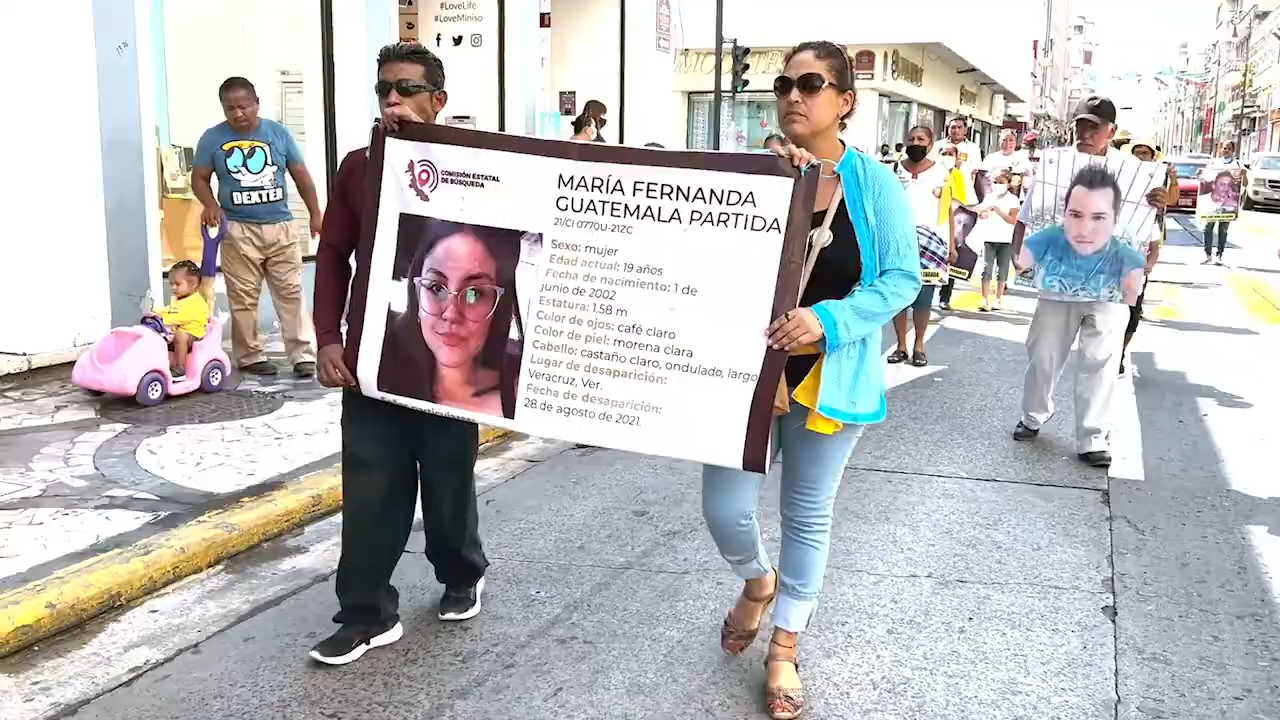 #LoveLife
#LoveMiniso
DEXTER
COMISIÓN ESTATAL
DE BÚSQUEDA
MARÍA FERNANDA
GUATEMALA PARTIDA
21/CI 0770U-21ZC
Sexo: mujer
Edad actual: 19 años
Fecha de nacimiento: 1 de
junio de 2002
Estatura: 1.58 m
Color de ojos: café claro
Color de piel: morena clara
Cabello: castaño claro, ondulado, largo
Lugar de desaparición:
Veracruz, Ver.
Fecha de desaparición:
28 de agosto de 2021.